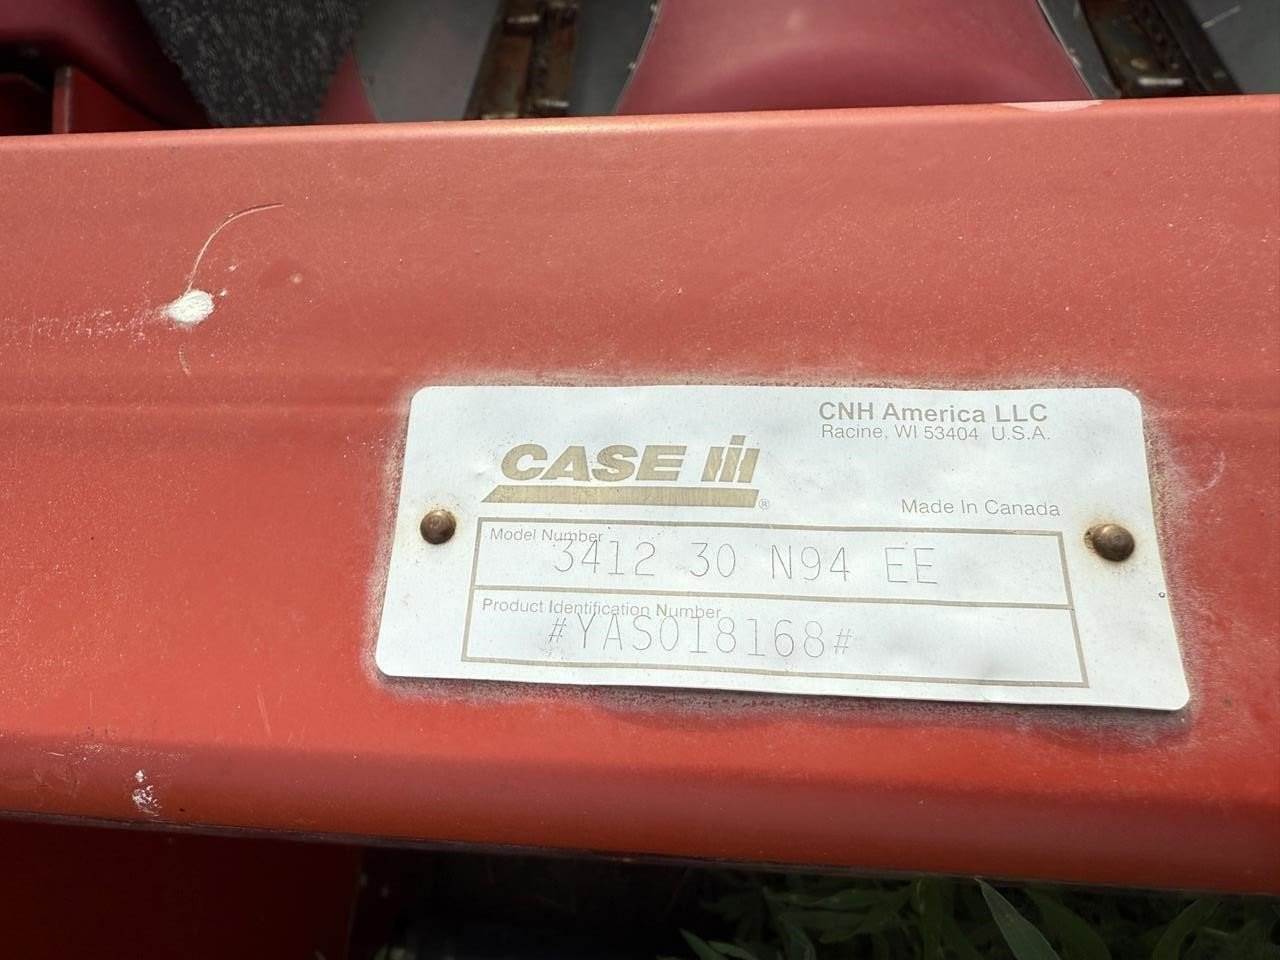 CNH America LLC
Racine, WI 53404 U.S.A.
CASE IH
®
Made In Canada
Model Number
3412 30 N94 EE
Product Identification Number
#YAS018168#